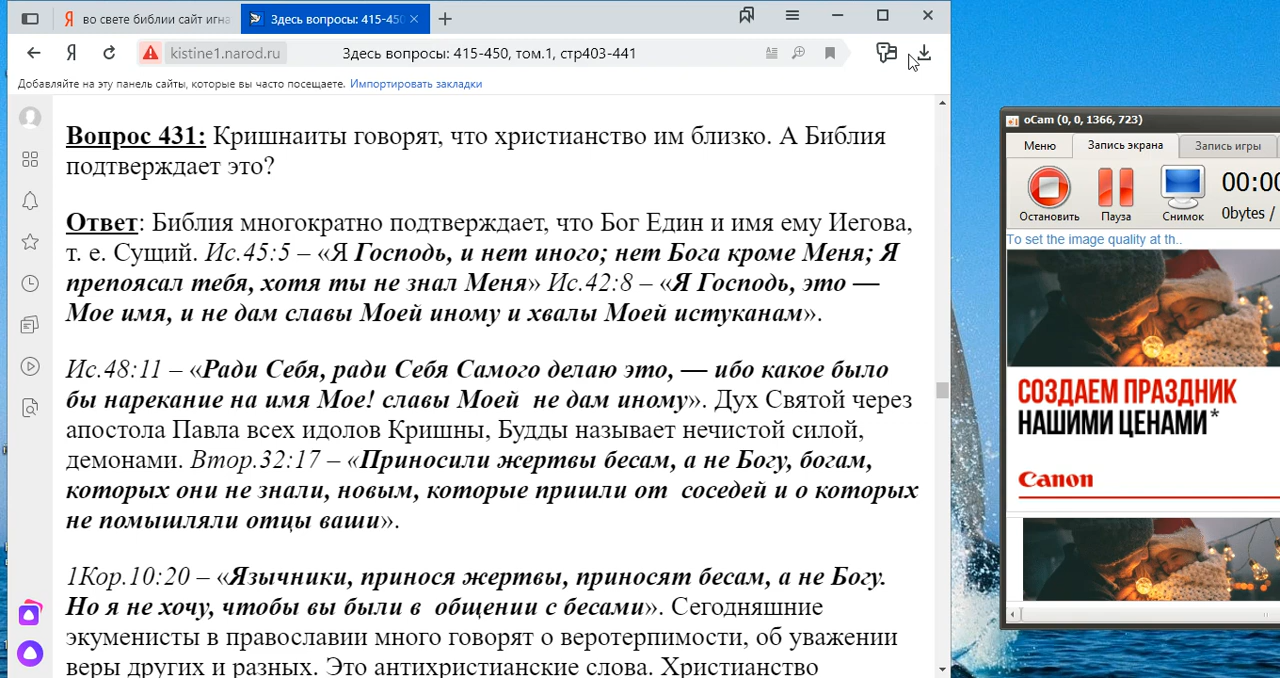 во свете библии сайт игна
Здесь вопросы: 415-450
kistine1.narod.ru
Здесь вопросы: 415-450, том.1, стр403-441
Добавляйте на эту панель сайты, которые вы часто посещаете. Импортировать закладки
Вопрос 431: Кришнаиты говорят, что христианство им близко. А Библия
подтверждает это?
Ответ: Библия многократно подтверждает, что Бог Един и имя ему Иегова,
т. е. Сущий. Ис.45:5 – «Я Господь, и нет иного; нет Бога кроме Меня; Я
препоясал тебя, хотя ты не знал Меня» Ис.42:8 – «Я Господь, это —
Мое имя, и не дам славы Моей иному и хвалы Моей истуканам».
Ис.48:11 – «Ради Себя, ради Себя Самого делаю это, — ибо какое было
бы нарекание на имя Мое! славы Моей не дам иному». Дух Святой через
апостола Павла всех идолов Кришны, Будды называет нечистой силой,
демонами. Втор.32:17 – «Приносили жертвы бесам, а не Богу, богам,
которых они не знали, новым, которые пришли от соседей и о которых
не помышляли отцы ваши».
1Кор.10:20 – «Язычники, принося жертвы, приносят бесам, а не Богу.
Но я не хочу, чтобы вы были в общении с бесами». Сегодняшние
экуменисты в православии много говорят о веротерпимости, об уважении
веры других и разных. Это антихристианские слова. Христианство
oCam (0, 0, 1366, 723)
Меню
Запись экрана
Запись игры
Остановить
Пауза
Снимок
00:00
0bytes /
To set the image quality at th..
СОЗДАЕМ ПРАЗДНИК
НАШИМИ ЦЕНАМИ*
Canon